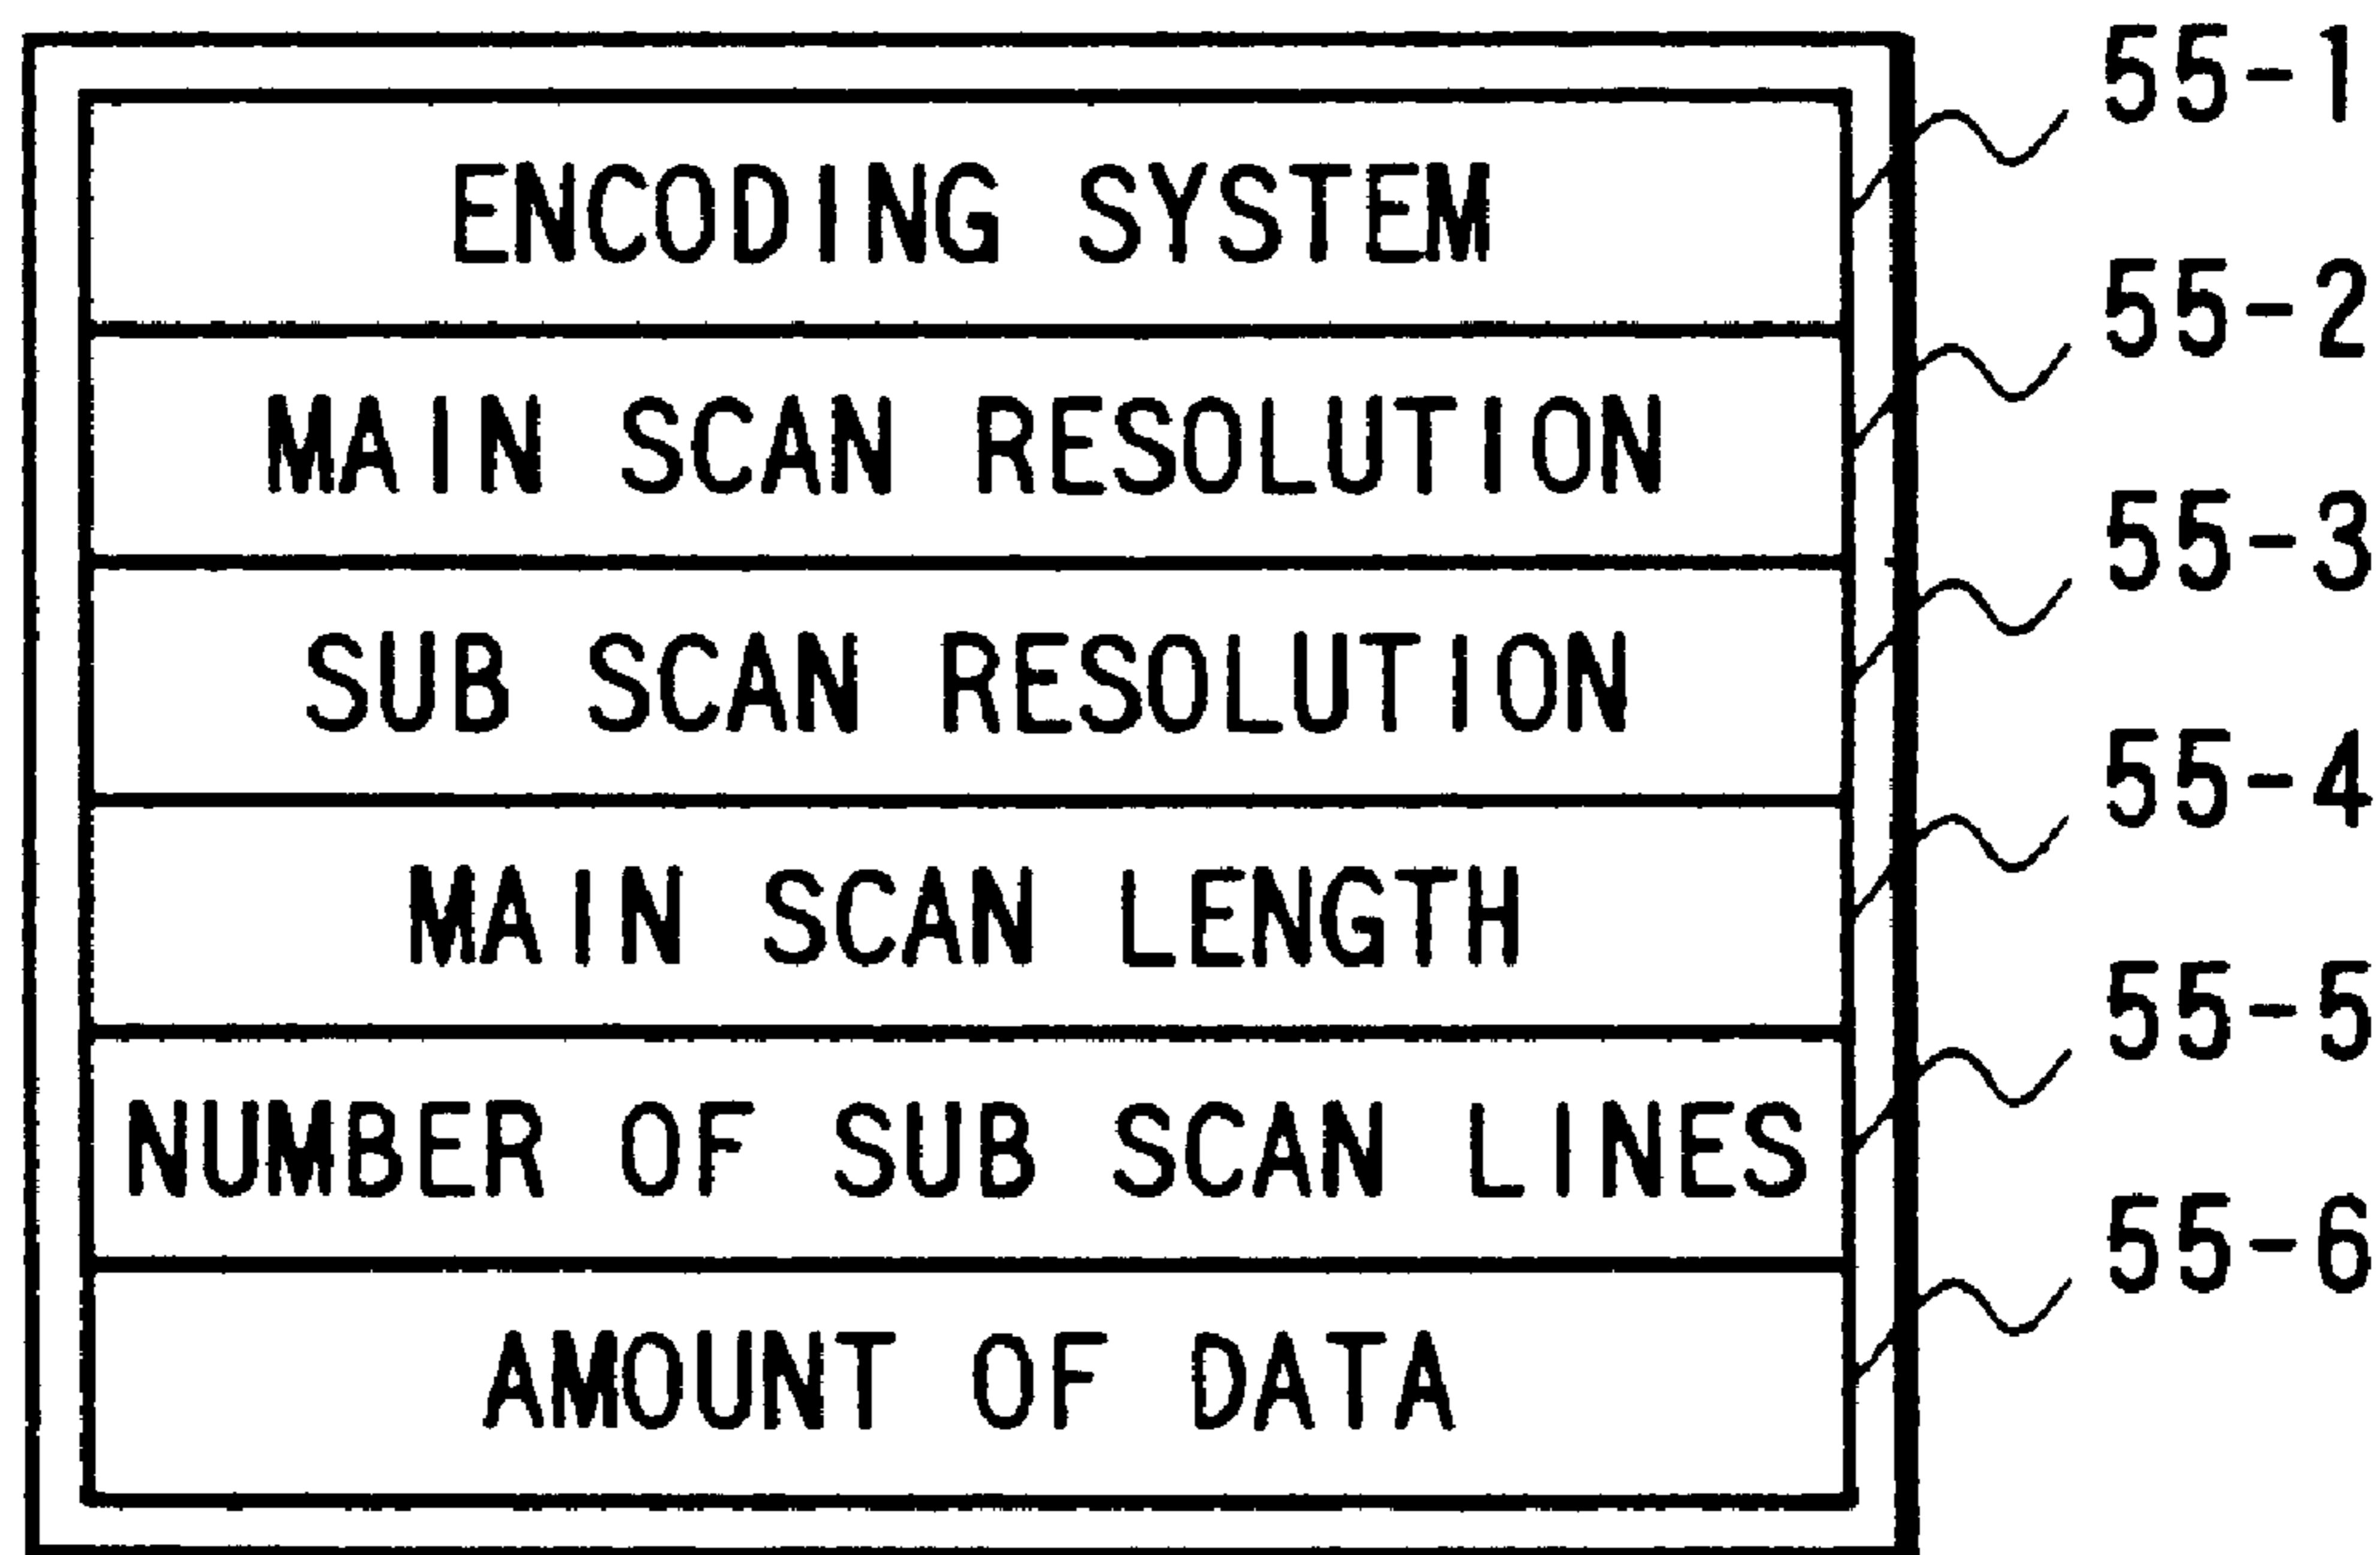 55-1
ENCODING SYSTEM
55-2
MAIN SCAN RESOLUTION
55-3
SUB SCAN RESOLUTION
55-4
MAIN SCAN LENGTH
55-5
NUMBER OF SUB SCAN LINES
55-6
AMOUNT OF DATA